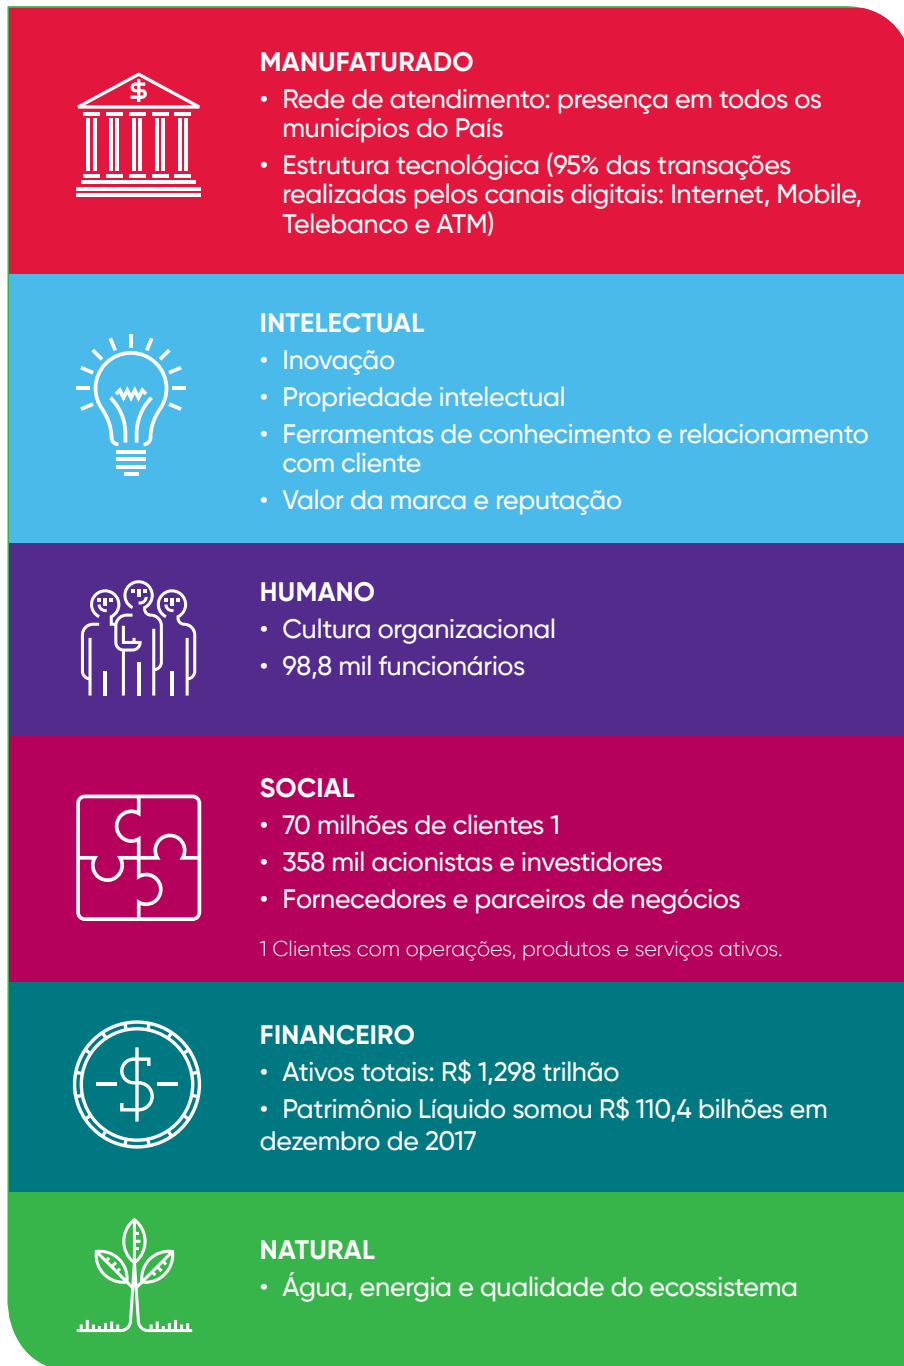 $
MANUFATURADO
• Rede de atendimento: presença em todos os
municípios do País
• Estrutura tecnológica (95% das transações
realizadas pelos canais digitais: Internet, Mobile,
Telebanco e ATM)
INTELECTUAL
• Inovação
• Propriedade intelectual
• Ferramentas de conhecimento e relacionamento
com cliente
• Valor da marca e reputação
HUMANO
• Cultura organizacional
• 98,8 mil funcionários
SOCIAL
• 70 milhões de clientes 1
• 358 mil acionistas e investidores
• Fornecedores e parceiros de negócios
1 Clientes com operações, produtos e serviços ativos.
$
FINANCEIRO
• Ativos totais: R$ 1,298 trilhão
• Patrimônio Líquido somou R$ 110,4 bilhões em
dezembro de 2017
NATURAL
• Água, energia e qualidade do ecossistema